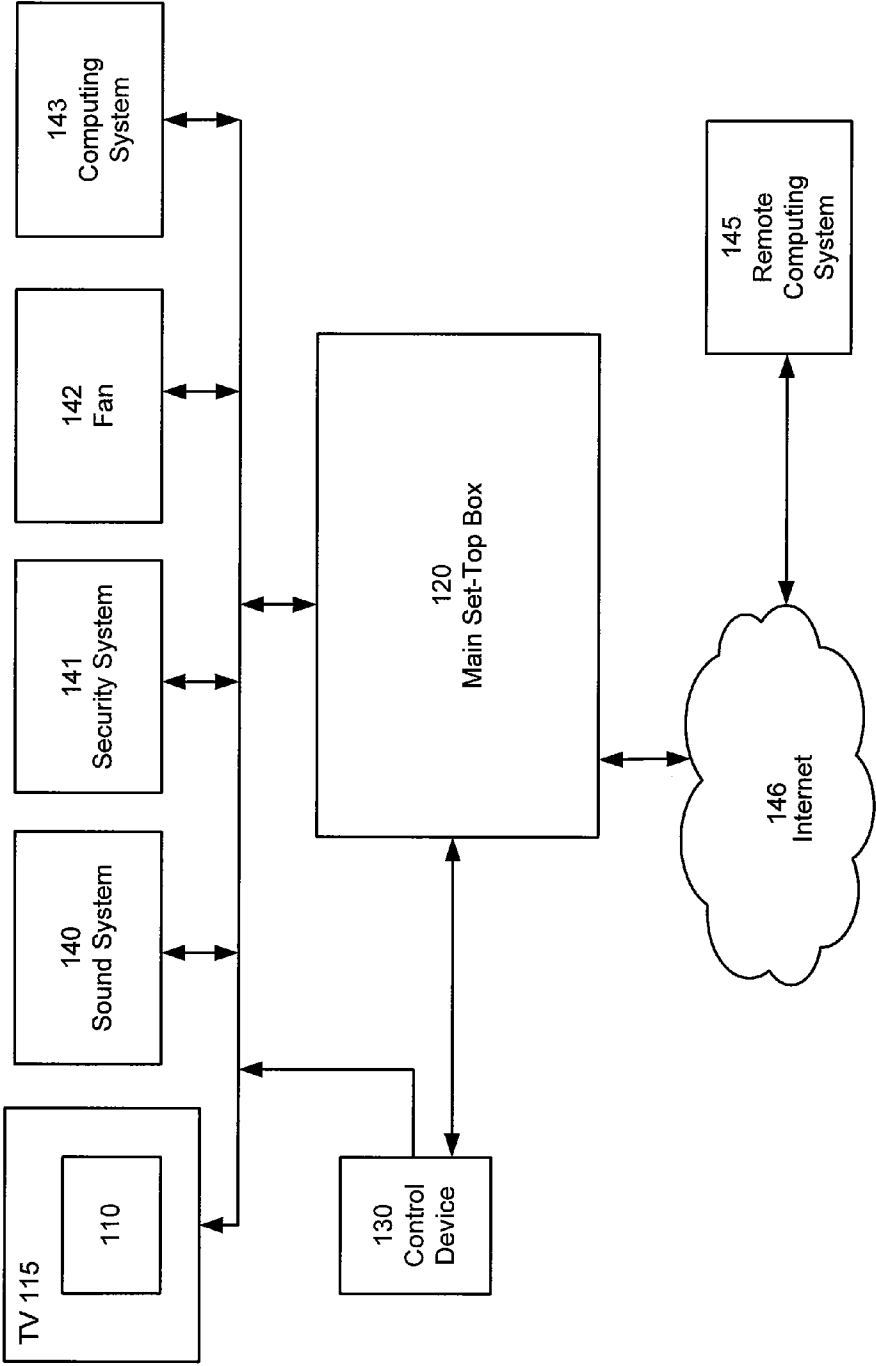 TV 115
110
140
Sound System
141
Security System
142
Fan
143
Computing
System
130
Control
Device
120
Main Set-Top Box
146
Internet
145
Remote
Computing
System